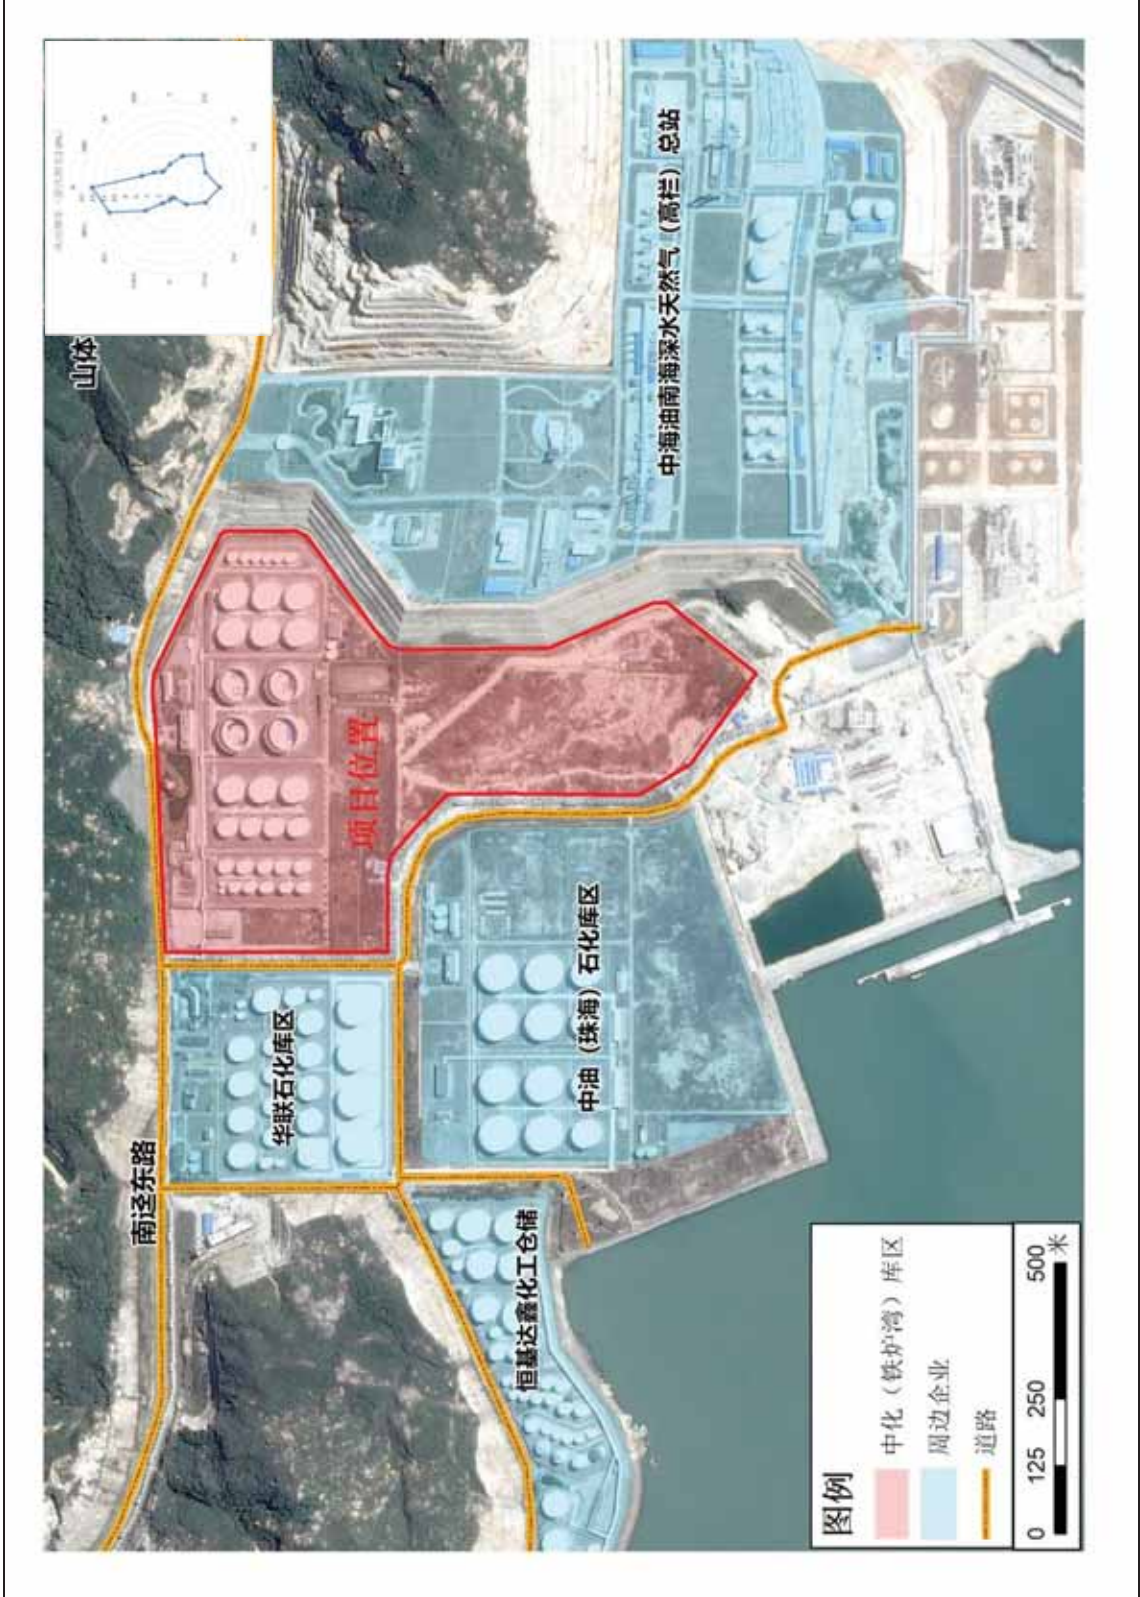 山体
南迳东路
华联石化库区
项目位置
中海油南海深水天然气（高栏）总站
中油（珠海）石化库区
恒基达鑫化工仓储
图例
中化（铁炉湾）库区
周边企业
道路
0 125 250 500
米